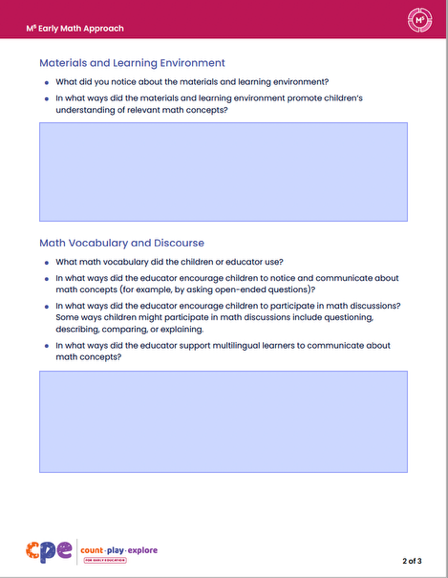 M⁵ Early Math Approach
M⁵
Materials and Learning Environment
• What did you notice about the materials and learning environment?
• In what ways did the materials and learning environment promote children's
understanding of relevant math concepts?
Math Vocabulary and Discourse
• What math vocabulary did the children or educator use?
• In what ways did the educator encourage children to notice and communicate about
math concepts (for example, by asking open-ended questions)?
• In what ways did the educator encourage children to participate in math discussions?
Some ways children might participate in math discussions include questioning,
describing, comparing, or explaining.
• In what ways did the educator support multilingual learners to communicate about
math concepts?
cpe count·play·explore
FOR EARLY EDUCATION
2 of 3